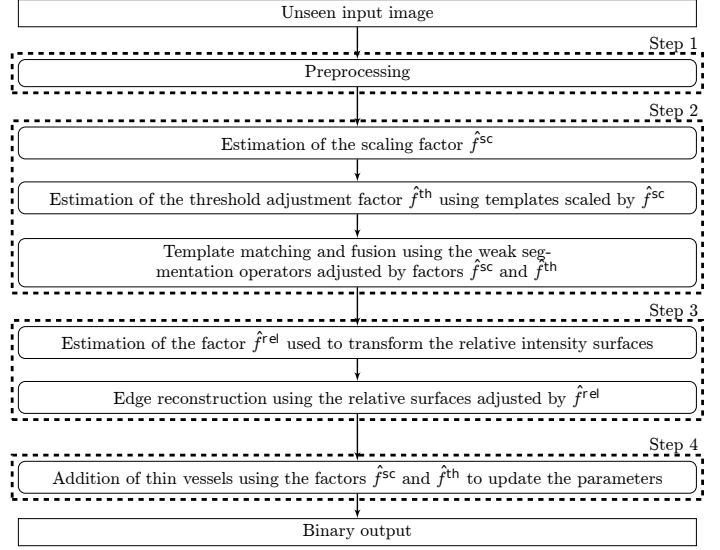 Unseen input image
Step 1
Preprocessing
Step 2
Estimation of the scaling factor f̂^sc
Estimation of the threshold adjustment factor f̂^th using templates scaled by f̂^sc
Template matching and fusion using the weak seg-
mentation operators adjusted by factors f̂^sc and f̂^th
Step 3
Estimation of the factor f̂^rel used to transform the relative intensity surfaces
Edge reconstruction using the relative surfaces adjusted by f̂^rel
Step 4
Addition of thin vessels using the factors f̂^sc and f̂^th to update the parameters
Binary output